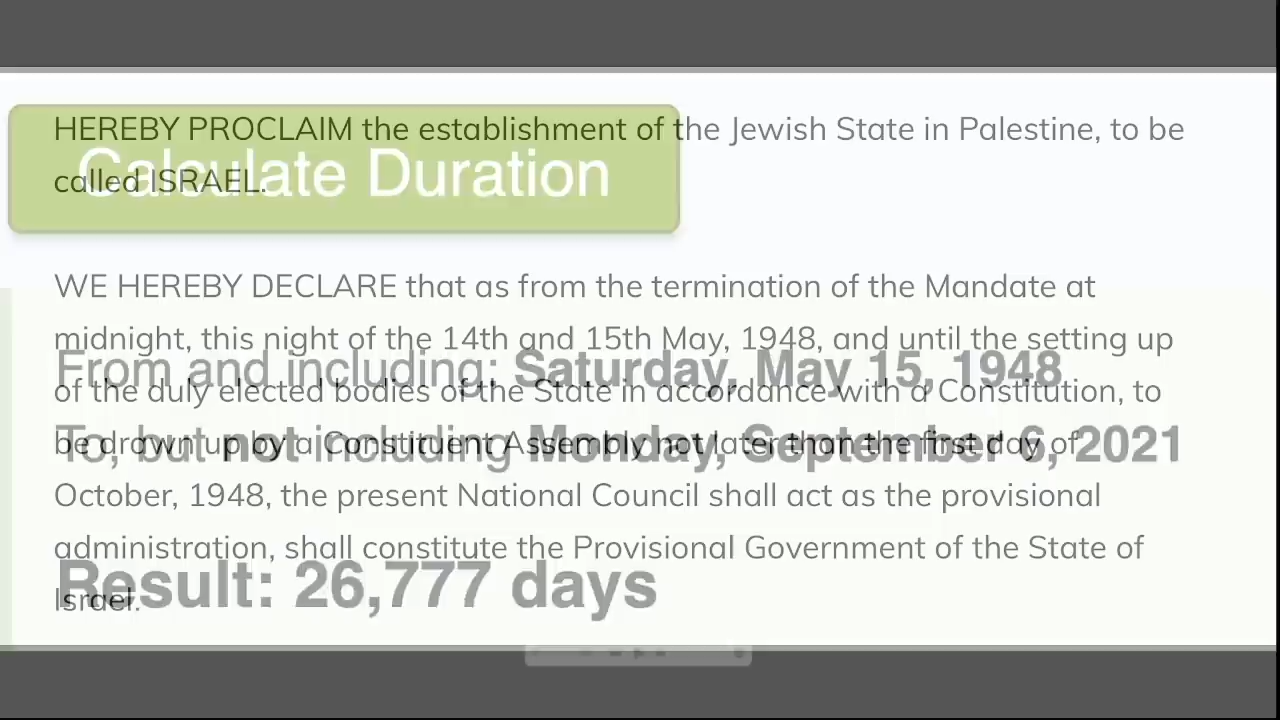 HEREBY PROCLAIM the establishment of the Jewish State in Palestine, to be
called ISRAEL.
Calculate Duration
WE HEREBY DECLARE that as from the termination of the Mandate at
midnight, this night of the 14th and 15th May, 1948, and until the setting up
From and including: Saturday, May 15, 1948
of the duly elected bodies of the State in accordance with a Constitution, to
be drawn up by a Constituent Assembly not later than the first day of
To, but not including Monday, September 6, 2021
October, 1948, the present National Council shall act as the provisional
administration, shall constitute the Provisional Government of the State of
Israel.
Result: 26,777 days